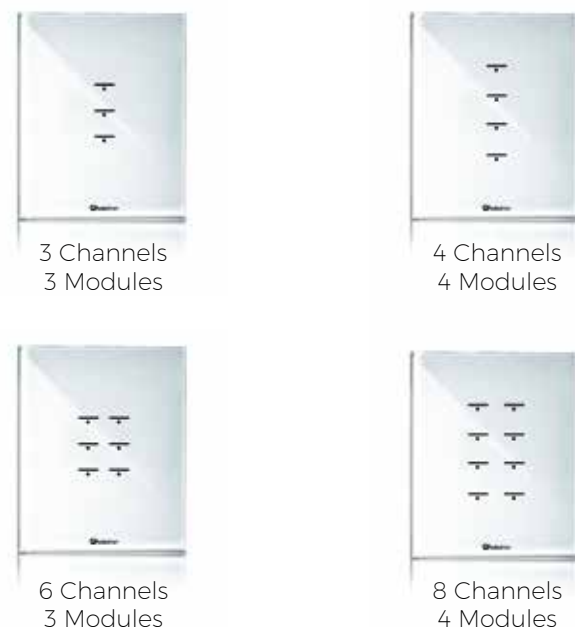 3 Channels
3 Modules
4 Channels
4 Modules
6 Channels
3 Modules
8 Channels
4 Modules